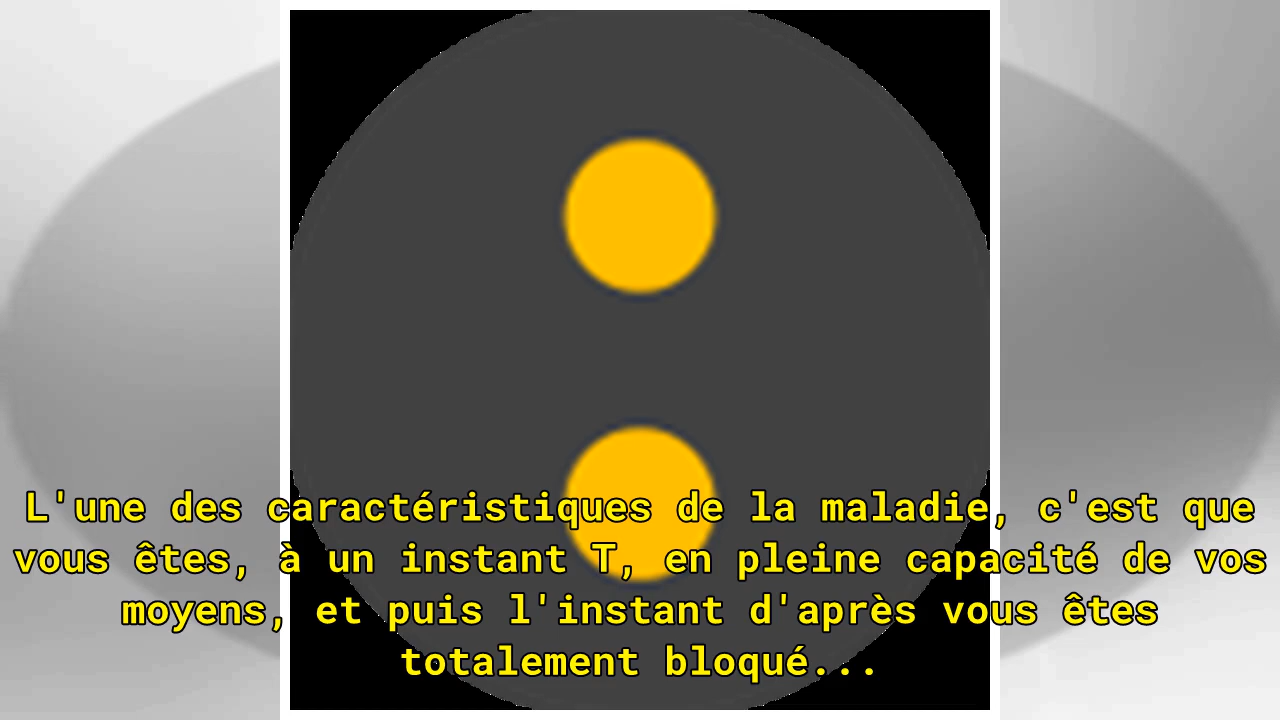 L'une des caractéristiques de la maladie, c'est que
vous êtes, à un instant T, en pleine capacité de vos
moyens, et puis l'instant d'après vous êtes
totalement bloqué...